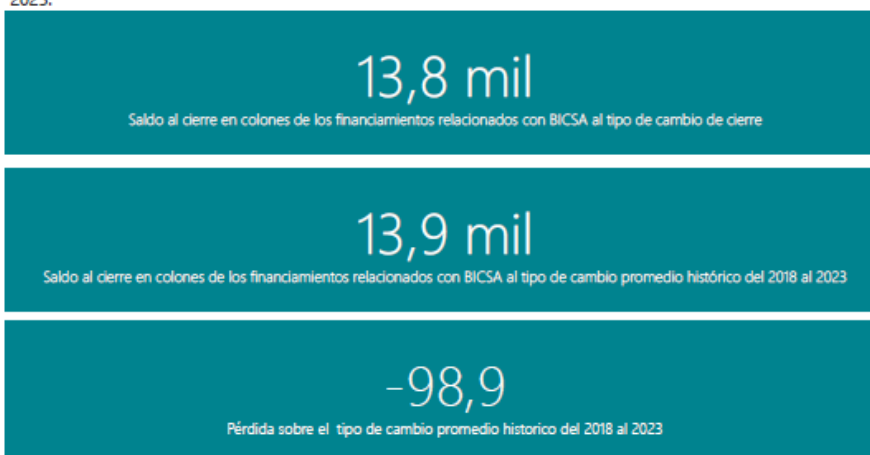 2023.
13,8 mil
Saldo al cierre en colones de los financiamientos relacionados con BICSA al tipo de cambio de cierre
13,9 mil
Saldo al cierre en colones de los financiamientos relacionados con BICSA al tipo de cambio promedio histórico del 2018 al 2023
-98,9
Pérdida sobre el tipo de cambio promedio historico del 2018 al 2023